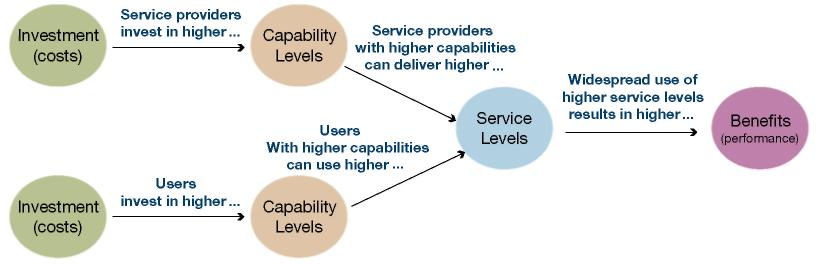 Investment
(costs)
Service providers
invest in higher ...
Capability
Levels
Service providers
with higher capabilities
can deliver higher ...
Service
Levels
Widespread use of
higher service levels
results in higher ...
Benefits
(performance)
Investment
(costs)
Users
invest in higher ...
Capability
Levels
Users
With higher capabilities
can use higher ...